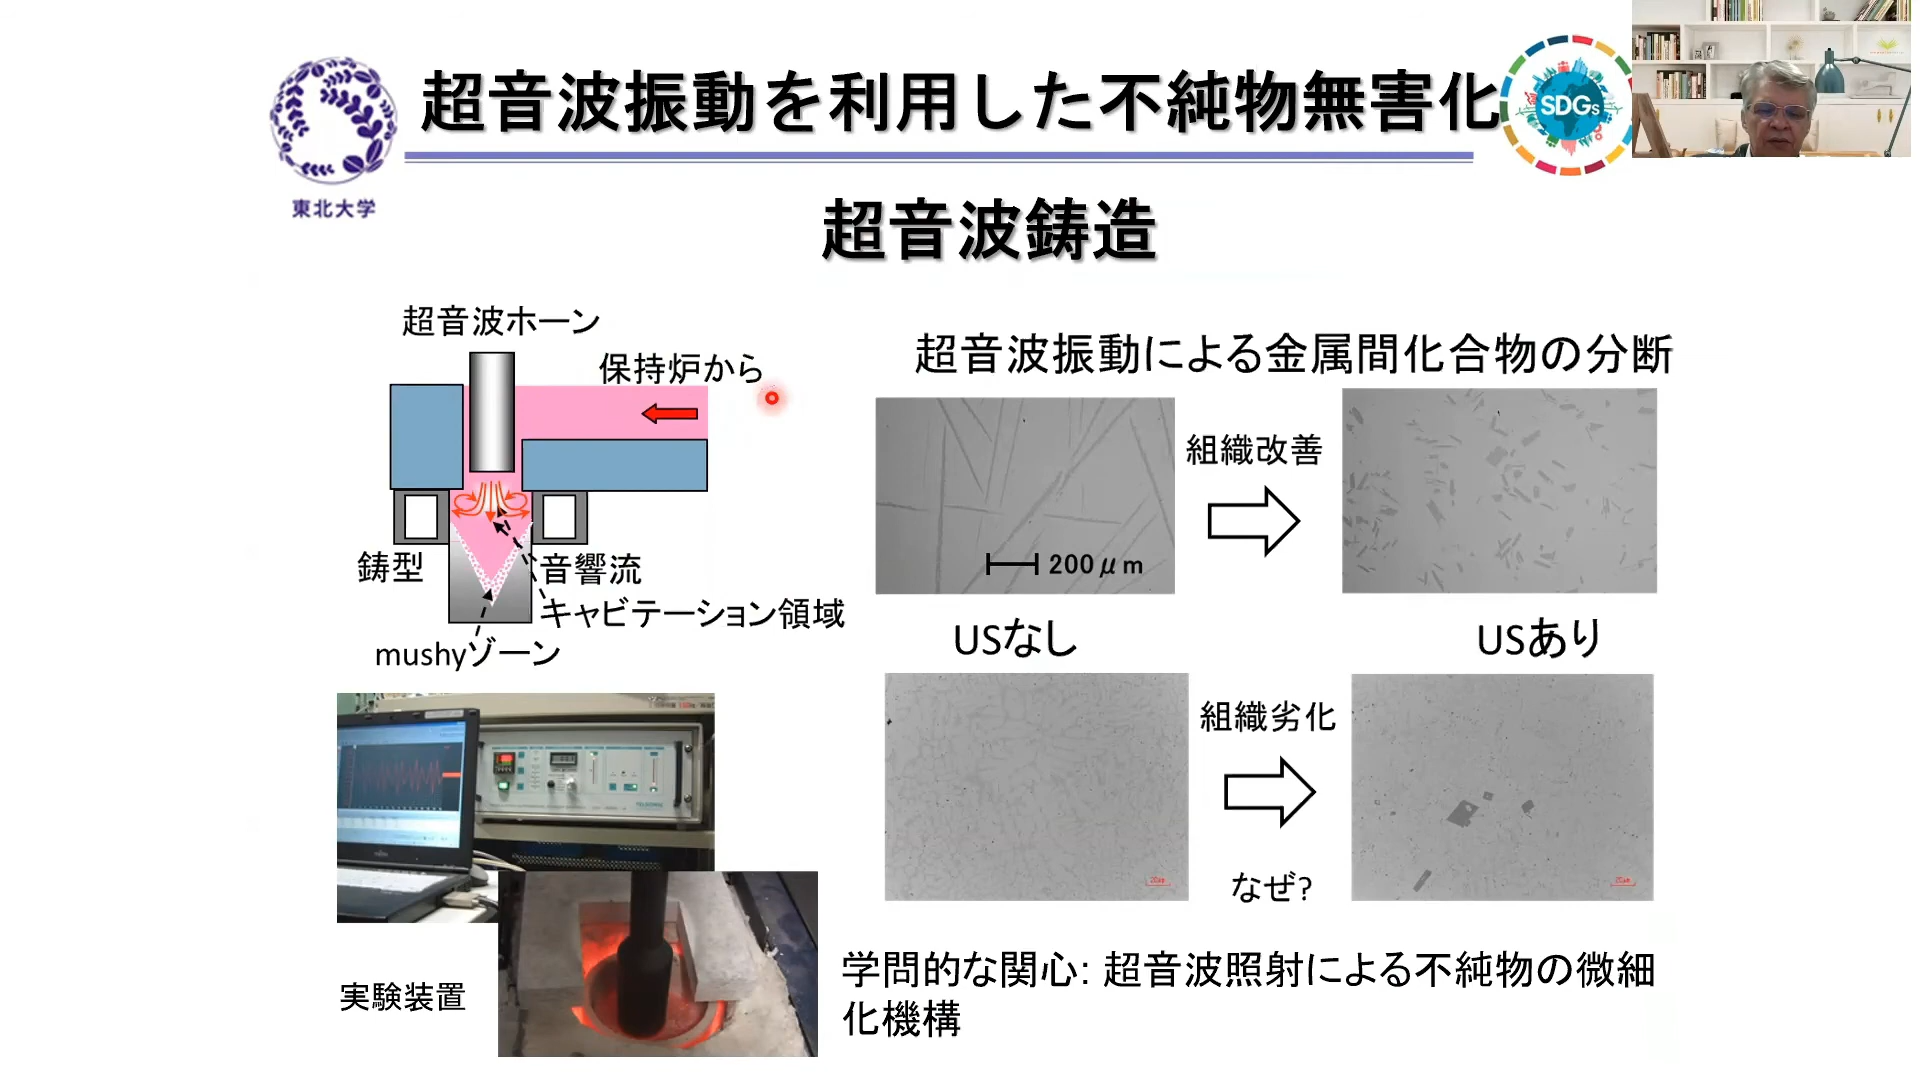 超音波振動を利用した不純物無害化
SDGs
東北大学
超音波鋳造
超音波ホーン
保持炉から
鋳型
音響流
キャビテーション領域
mushyゾーン
超音波振動による金属間化合物の分断
組織改善
200μm
USなし
USあり
組織劣化
なぜ?
20μm
20μm
TELSONIC
実験装置
学問的な関心: 超音波照射による不純物の微細
化機構